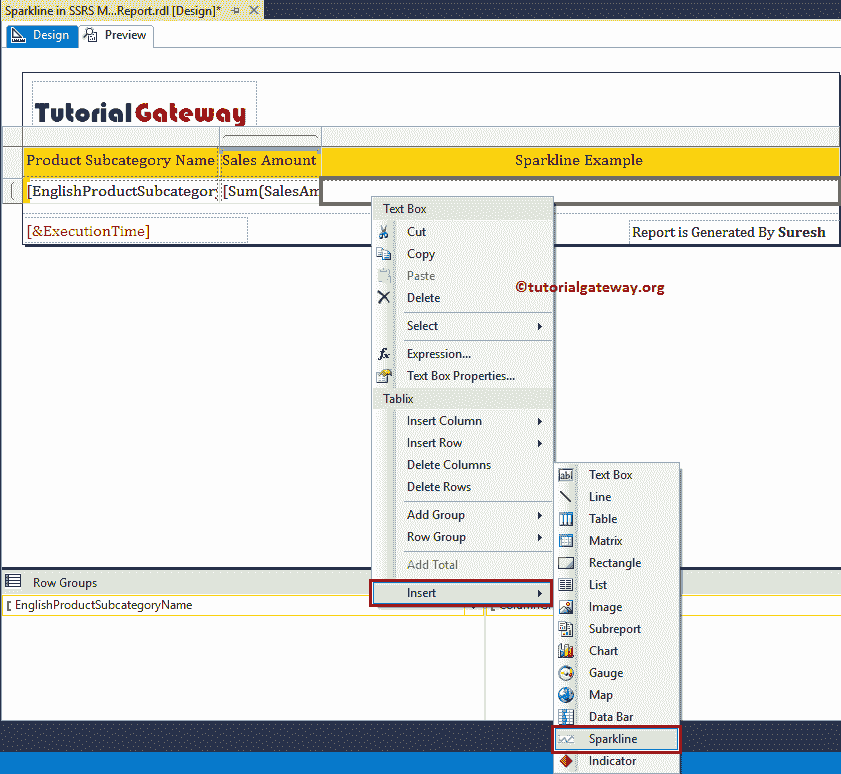 Sparkline in SSRS M...Report.rdl [Design]*
Design Preview
TutorialGateway
Product Subcategory Name Sales Amount Sparkline Example
[EnglishProductSubcategory [Sum(SalesAm
[&ExecutionTime] Report is Generated By Suresh
Text Box
Cut
Copy
Paste
Delete
Select
fx Expression...
Text Box Properties...
Tablix
Insert Column
Insert Row
Delete Columns
Delete Rows
Add Group
Row Group
Add Total
Insert
©tutorialgateway.org
ab Text Box
Line
Table
Matrix
Rectangle
List
Image
Subreport
Chart
Gauge
Map
Data Bar
Sparkline
Indicator
Row Groups
[ EnglishProductSubcategoryName